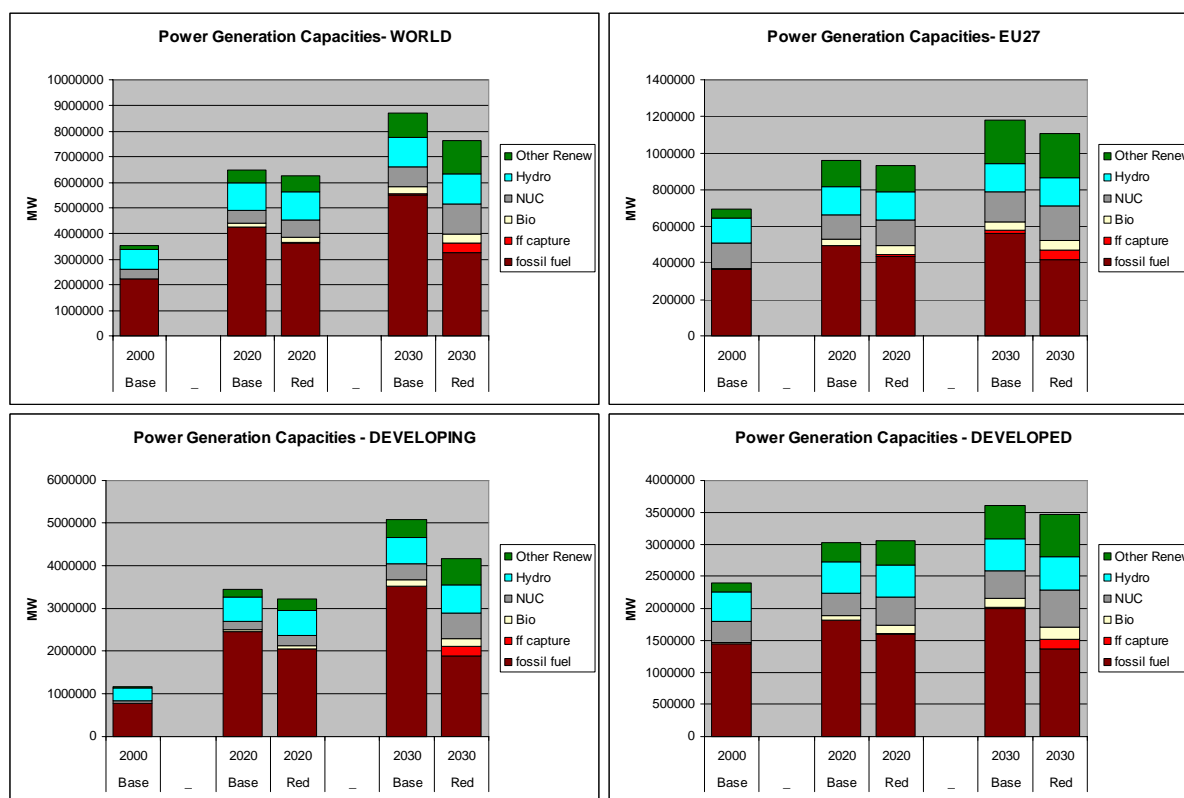 Power Generation Capacities- WORLD
10000000
9000000
8000000
7000000
6000000
5000000
4000000
3000000
2000000
1000000
0
MW
2000 2020 2020 2030 2030
Base _ Base Red _ Base Red
Other Renew
Hydro
NUC
Bio
ff capture
fossil fuel
Power Generation Capacities- EU27
1400000
1200000
1000000
800000
600000
400000
200000
0
MW
2000 2020 2020 2030 2030
Base _ Base Red _ Base Red
Other Renew
Hydro
NUC
Bio
ff capture
fossil fuel
Power Generation Capacities - DEVELOPING
6000000
5000000
4000000
3000000
2000000
1000000
0
MW
2000 2020 2020 2030 2030
Base _ Base Red _ Base Red
Other Renew
Hydro
NUC
Bio
ff capture
fossil fuel
Power Generation Capacities - DEVELOPED
4000000
3500000
3000000
2500000
2000000
1500000
1000000
500000
0
MW
2000 2020 2020 2030 2030
Base _ Base Red _ Base Red
Other Renew
Hydro
NUC
Bio
ff capture
fossil fuel